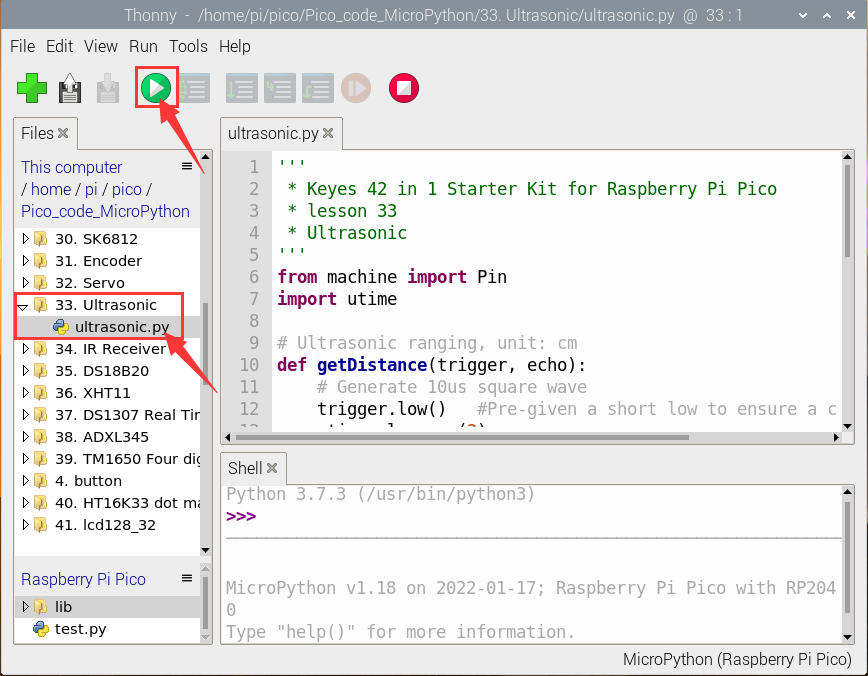 Thonny - /home/pi/pico/Pico_code_MicroPython/33. Ultrasonic/ultrasonic.py @ 33 : 1
File Edit View Run Tools Help
Files
This computer
/ home / pi / pico /
Pico_code_MicroPython
30. SK6812
31. Encoder
32. Servo
33. Ultrasonic
ultrasonic.py
34. IR Receiver
35. DS18B20
36. XHT11
37. DS1307 Real Tir
38. ADXL345
39. TM1650 Four dig
4. button
40. HT16K33 dot ma
41. lcd128_32
Raspberry Pi Pico
lib
test.py
ultrasonic.py
1 '''
2 * Keyes 42 in 1 Starter Kit for Raspberry Pi Pico
3 * lesson 33
4 * Ultrasonic
5 '''
6 from machine import Pin
7 import utime
8
9 # Ultrasonic ranging, unit: cm
10 def getDistance(trigger, echo):
11 # Generate 10us square wave
12 trigger.low() #Pre-given a short low to ensure a c
Shell
Python 3.7.3 (/usr/bin/python3)
>>>
MicroPython v1.18 on 2022-01-17; Raspberry Pi Pico with RP204
0
Type "help()" for more information.
MicroPython (Raspberry Pi Pico)